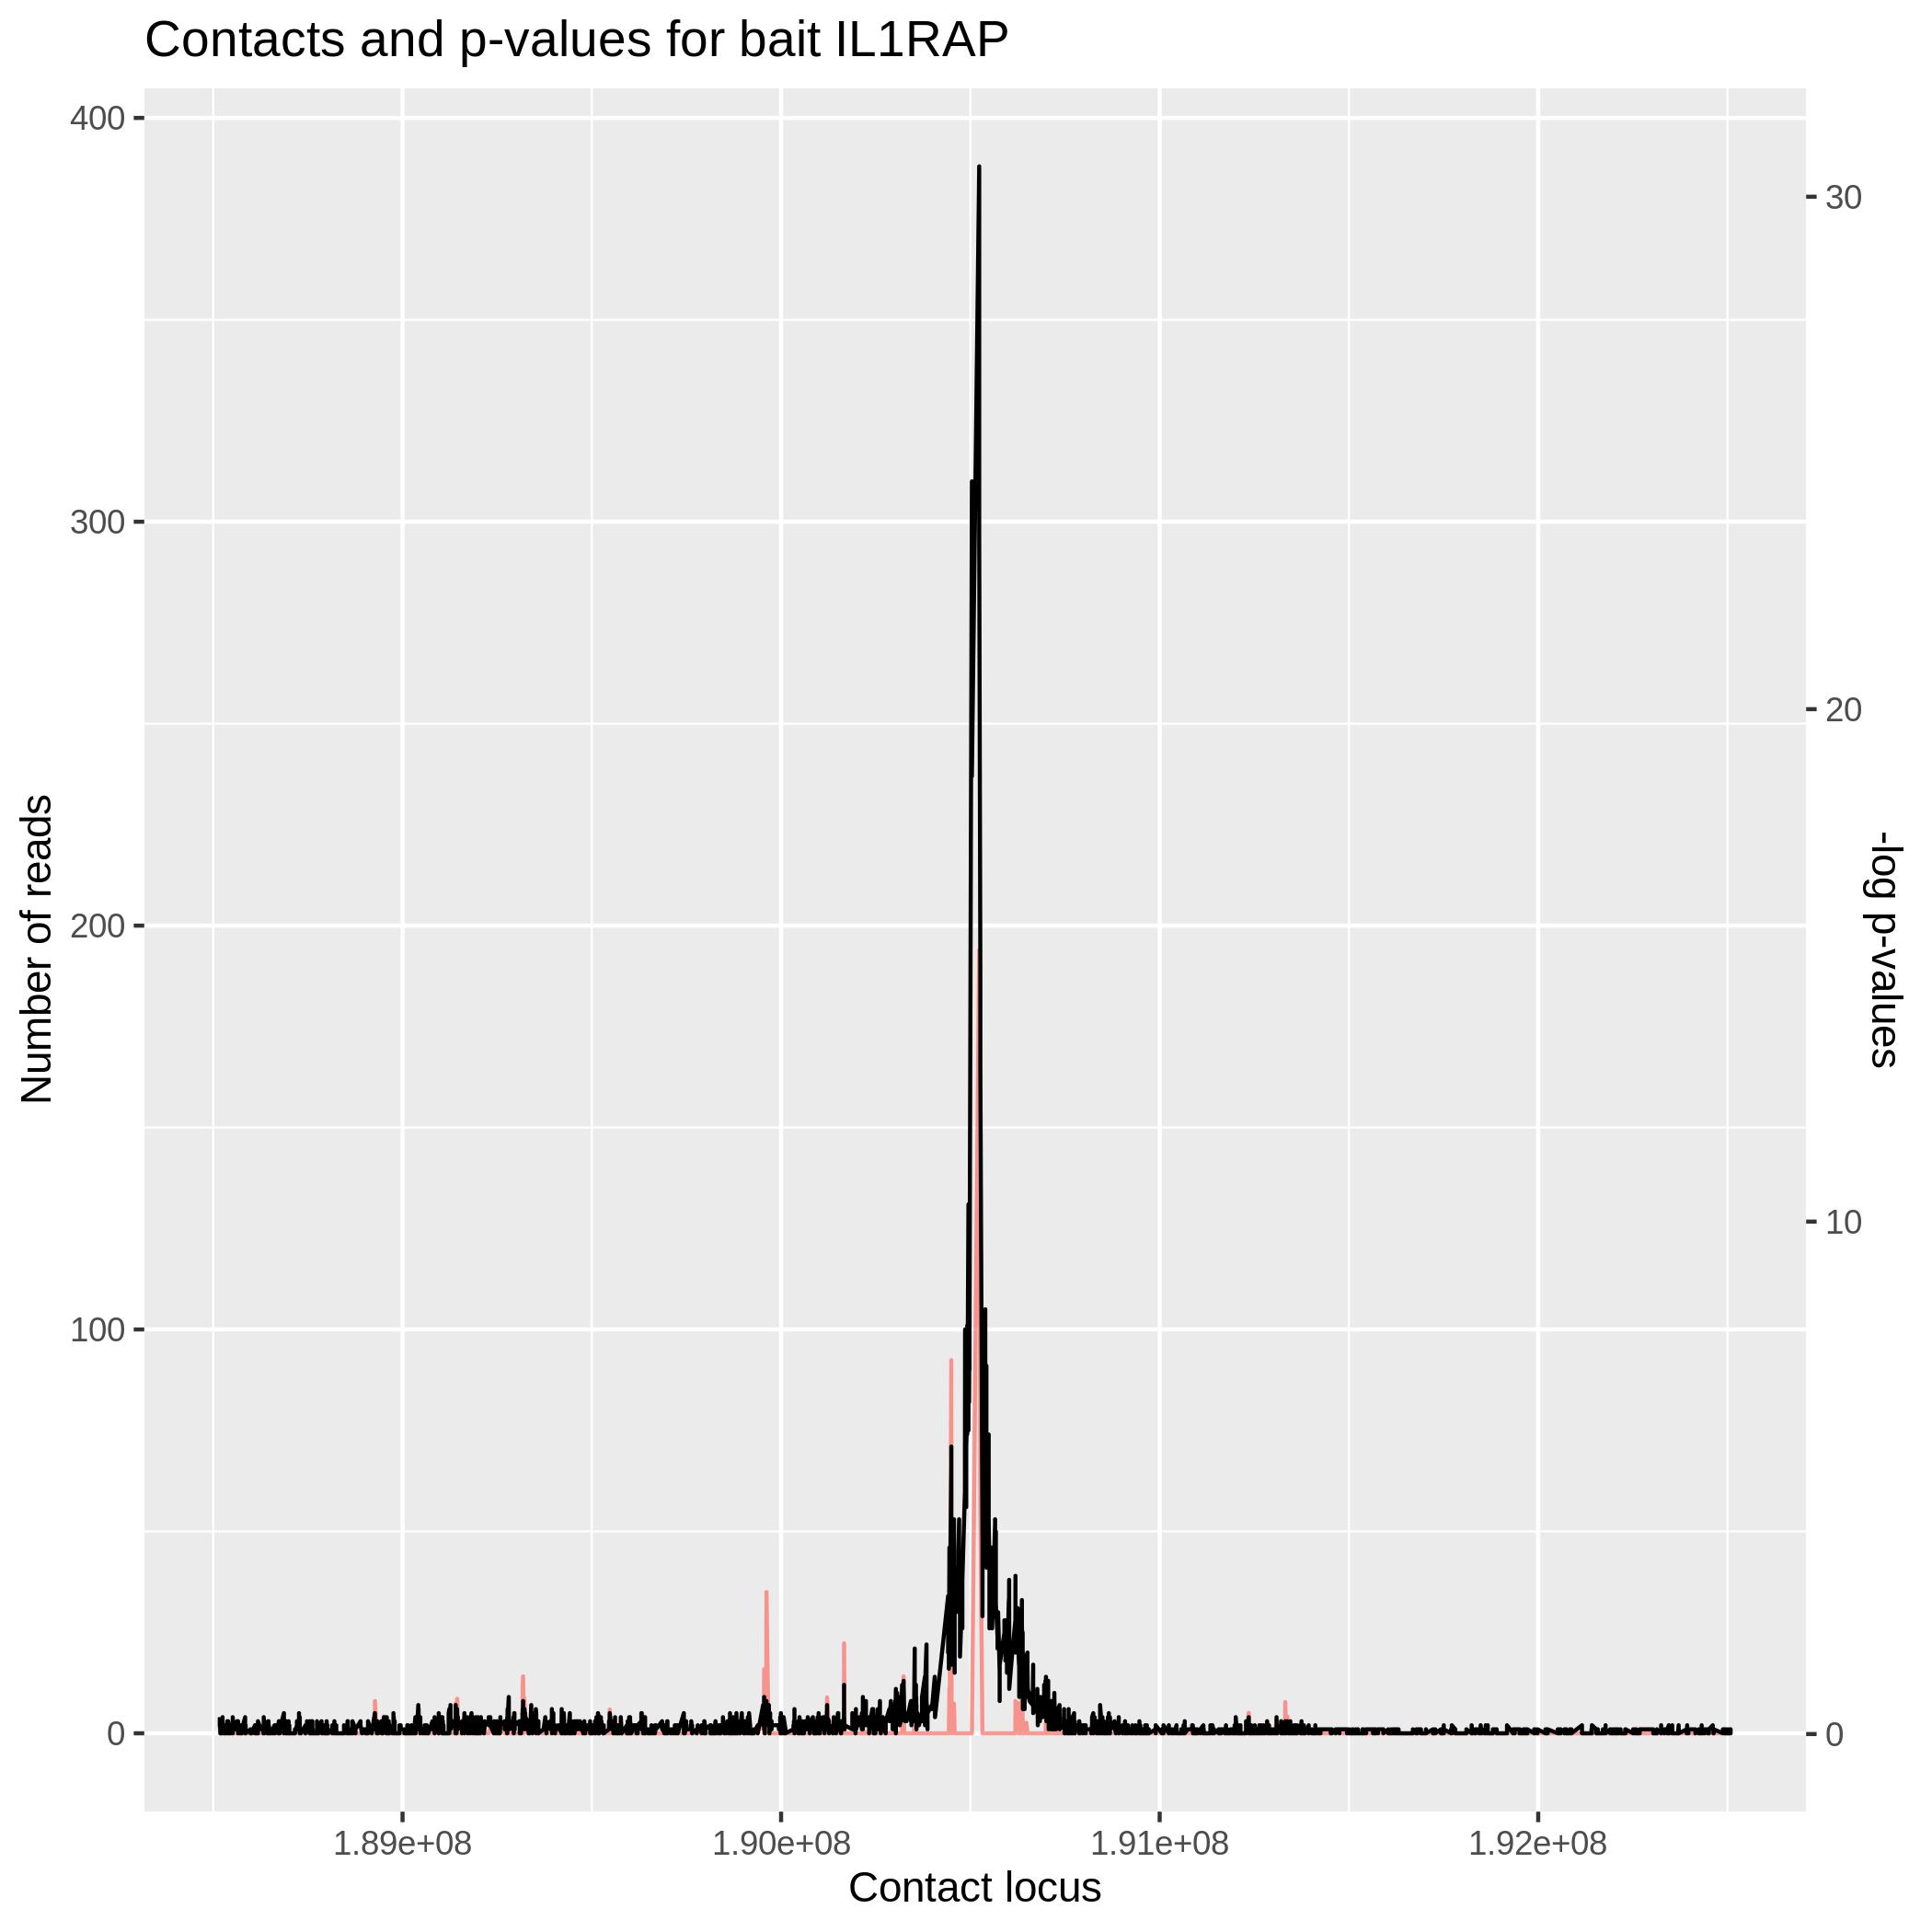 Contacts and p-values for bait IL1RAP
400
300
200
100
0
Number of reads
30
20
10
0
-log p-values
1.89e+08
1.90e+08
1.91e+08
1.92e+08
Contact locus